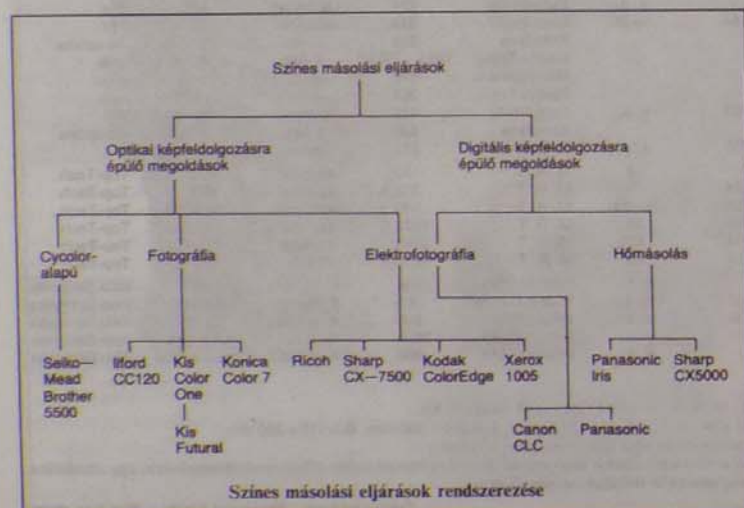 Színes másolási eljárások
Optikai képfeldolgozásra
épülő megoldások
Digitális képfeldolgozásra
épülő megoldások
Cycolor-
alapú
Fotográfia
Elektrofotográfia
Hőmásolás
Seiko—
Mead
Brother
5500
Ilford
CC120
Kis
Color
One
Kis
Futural
Konica
Color 7
Ricoh
Sharp
CX—7500
Kodak
ColorEdge
Xerox
1005
Canon
CLC
Panasonic
Panasonic
Iris
Sharp
CX5000
Színes másolási eljárások rendszerezése